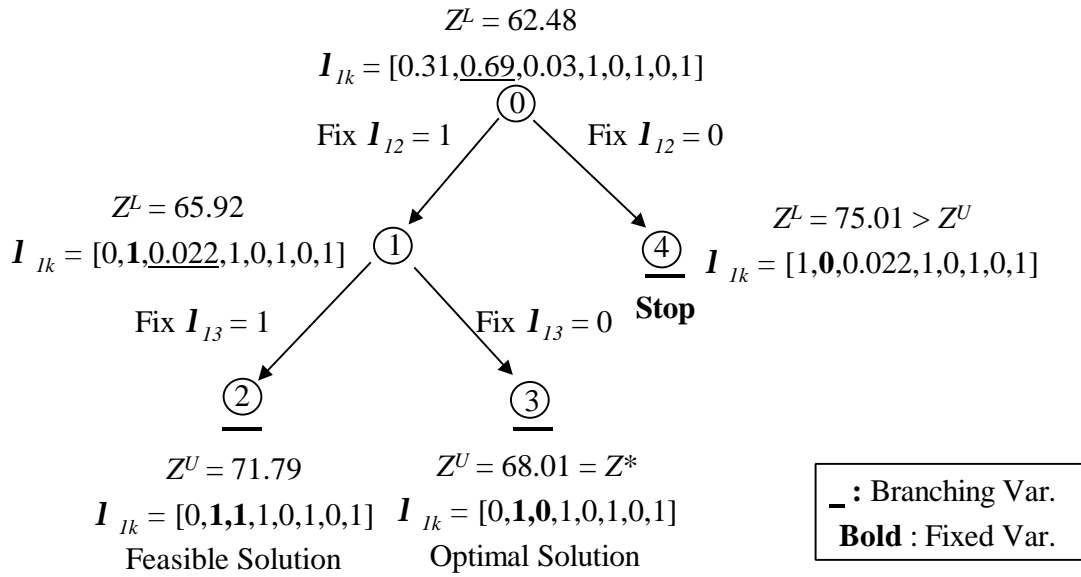 Z^L = 62.48
l_1k = [0.31,0.69,0.03,1,0,1,0,1]
0
Fix l_12 = 1
Fix l_12 = 0
Z^L = 65.92
l_1k = [0,1,0.022,1,0,1,0,1]
1
4
Z^L = 75.01 > Z^U
l_1k = [1,0,0.022,1,0,1,0,1]
Stop
Fix l_13 = 1
Fix l_13 = 0
2
3
Z^U = 71.79
l_1k = [0,1,1,1,0,1,0,1]
Feasible Solution
Z^U = 68.01 = Z*
l_1k = [0,1,0,1,0,1,0,1]
Optimal Solution
_ : Branching Var.
Bold : Fixed Var.